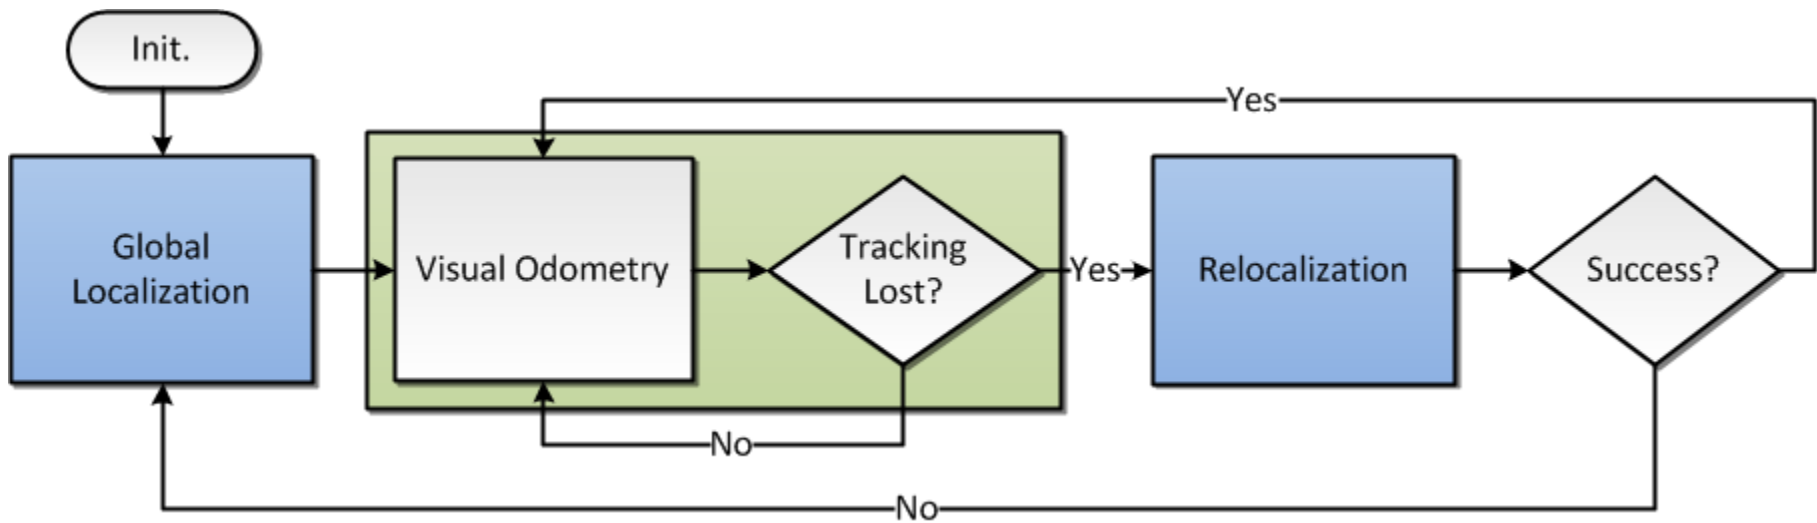 Init.
Yes
Global
Localization
Visual Odometry
Tracking
Lost?
Yes
Relocalization
Success?
No
No